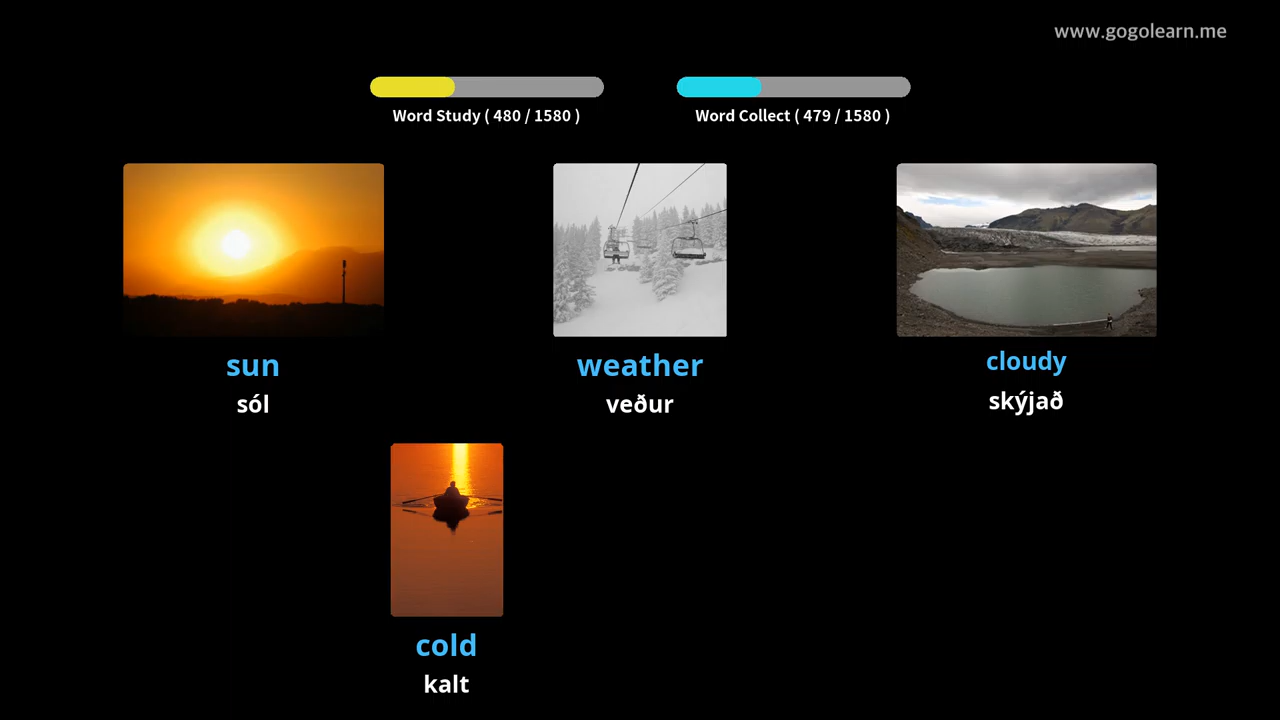 www.gogolearn.me
Word Study ( 480 / 1580 )
Word Collect ( 479 / 1580 )
sun
sól
weather
veður
cloudy
skýjað
cold
kalt